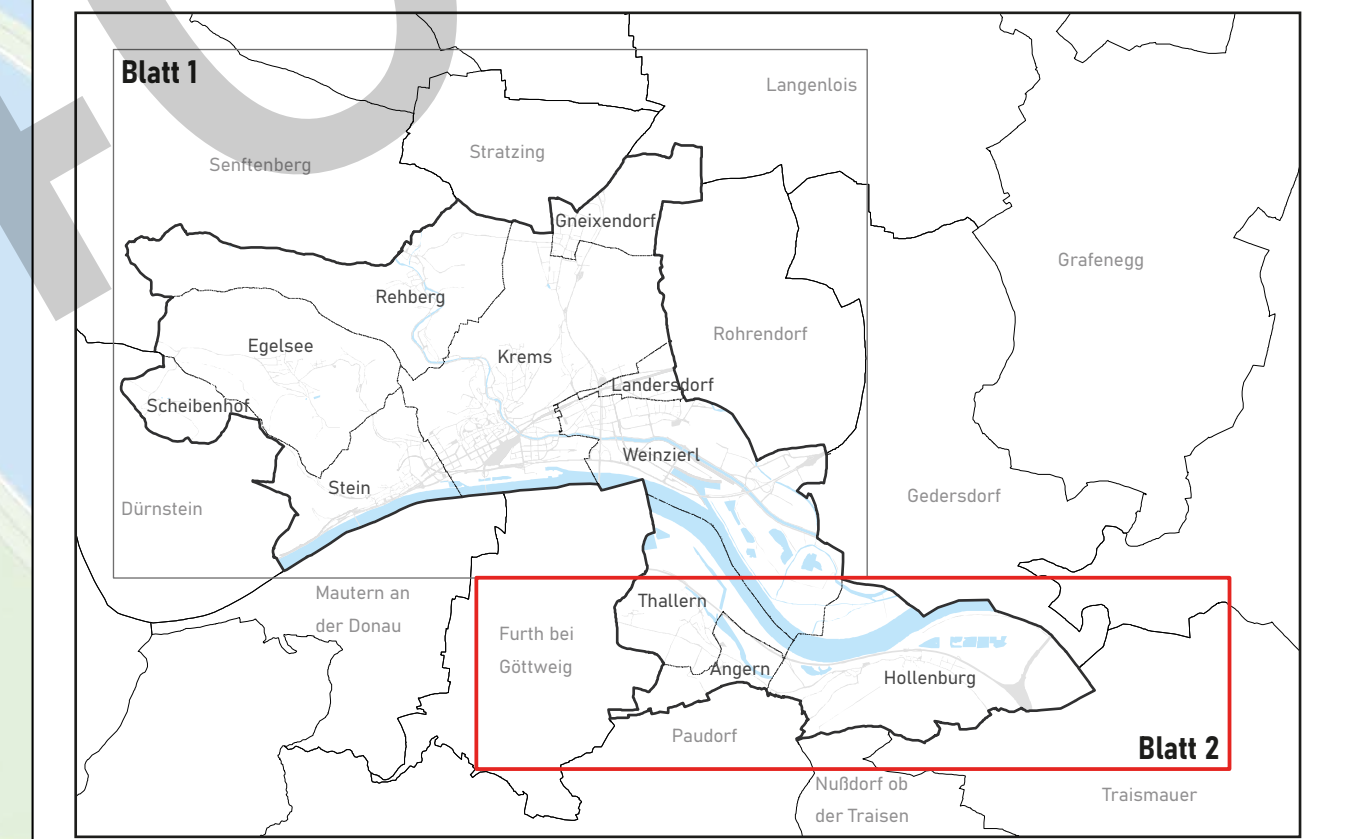 Blatt 1
Langenlois
Senftenberg
Stratzing
Gneixendorf
Grafenegg
Rehberg
Rohrendorf
Egelsee
Krems
Landersdorf
Scheibenhof
Weinzierl
Stein
Gedersdorf
Dürnstein
Mautern an
der Donau
Thallern
Furth bei
Göttweig
Angern
Hollenburg
Paudorf
Blatt 2
Nußdorf ob
der Traisen
Traismauer